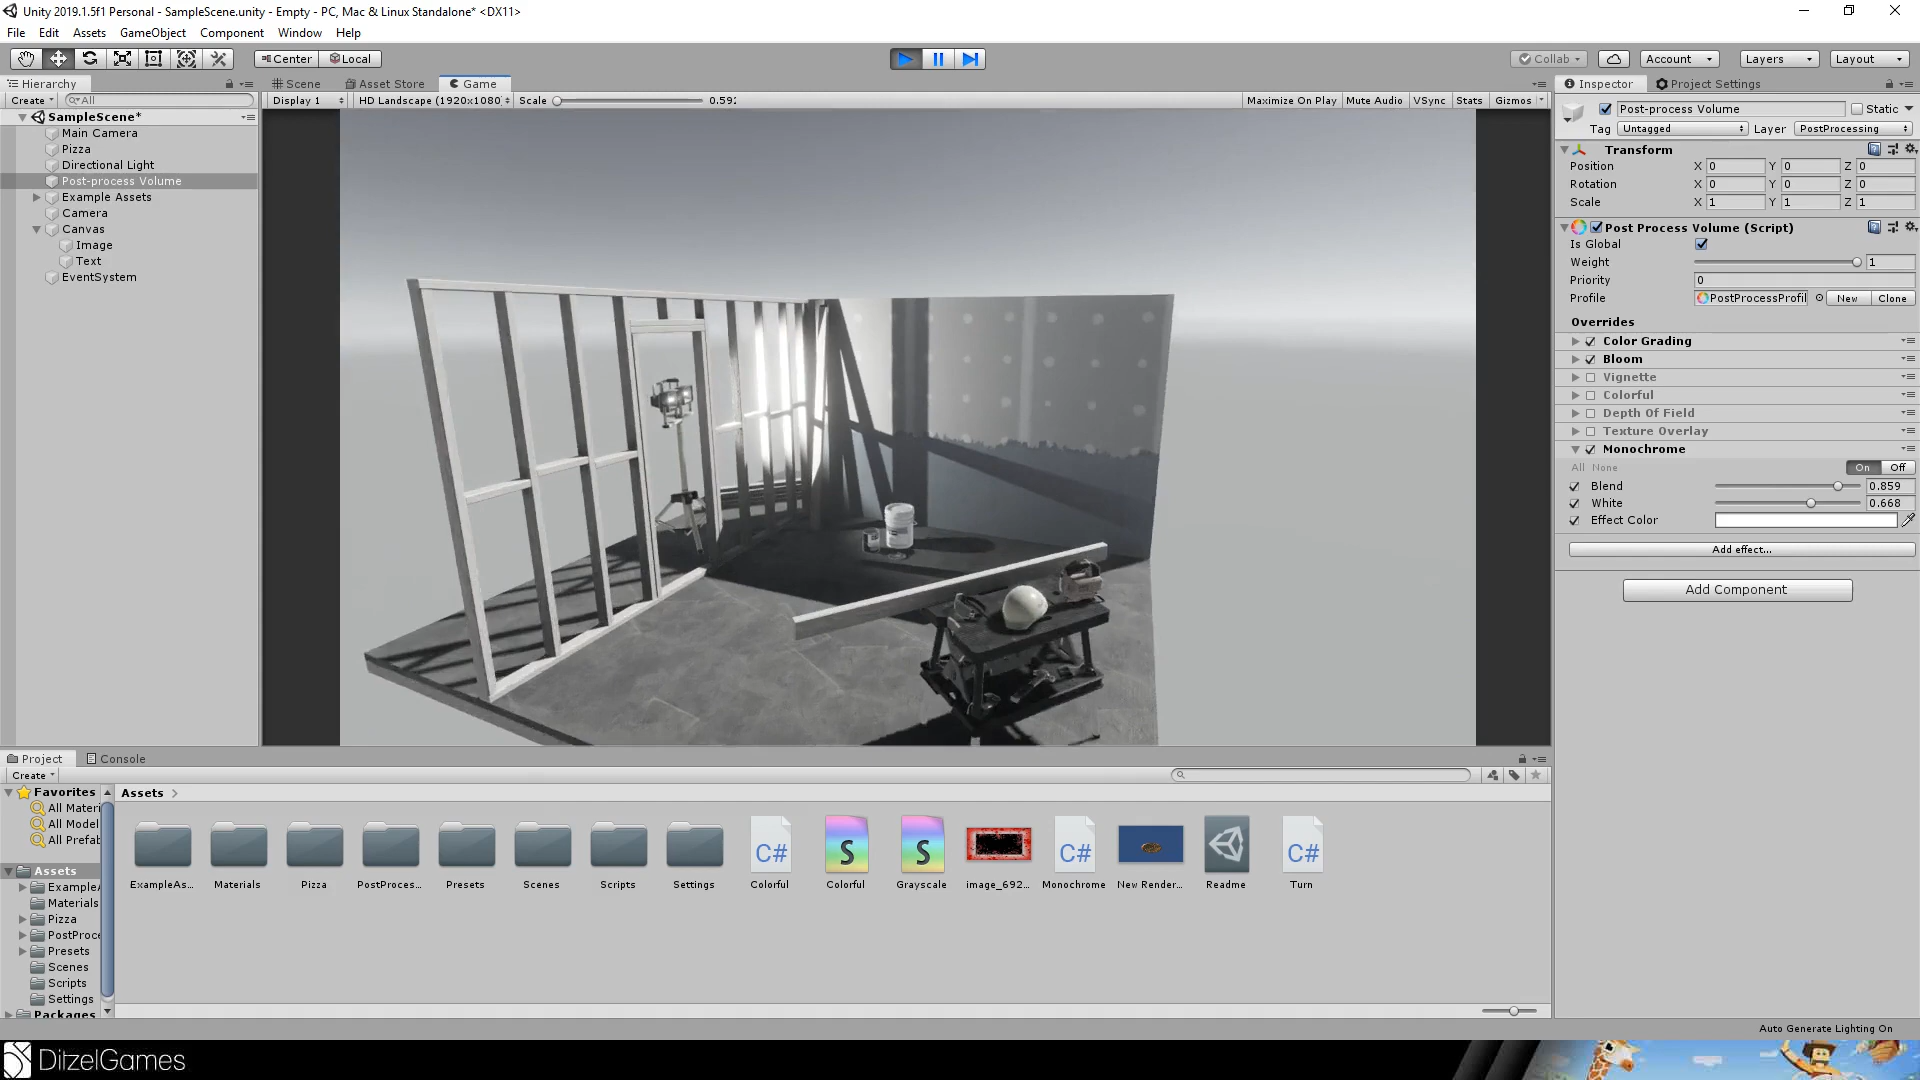 Unity 2019.1.5f1 Personal - SampleScene.unity - Empty - PC, Mac & Linux Standalone* <DX11>
File Edit Assets GameObject Component Window Help
Center Local
Collab Account Layers Layout
Hierarchy
Scene Asset Store Game
Inspector Project Settings
Create All
Display 1 HD Landscape (1920x1080) Scale 0.592
Maximize On Play Mute Audio VSync Stats Gizmos
SampleScene*
Main Camera
Pizza
Directional Light
Post-process Volume
Example Assets
Camera
Canvas
Image
Text
EventSystem
Post-process Volume Static
Tag Untagged Layer PostProcessing
Transform
Position X 0 Y 0 Z 0
Rotation X 0 Y 0 Z 0
Scale X 1 Y 1 Z 1
Post Process Volume (Script)
Is Global
Weight 1
Priority 0
Profile PostProcessProfil New Clone
Overrides
Color Grading
Bloom
Vignette
Colorful
Depth Of Field
Texture Overlay
Monochrome
All None On Off
Blend 0.859
White 0.668
Effect Color
Add effect...
Add Component
Project Console
Create
Favorites
All Materi
All Model
All Prefab
Assets
ExampleA
Materials
Pizza
PostProce
Presets
Scenes
Scripts
Settings
Packages
Assets
ExampleAs... Materials Pizza PostProces... Presets Scenes Scripts Settings Colorful Colorful Grayscale image_692... Monochrome New Render... Readme Turn
C# S S C# C#
Auto Generate Lighting On
DitzelGames